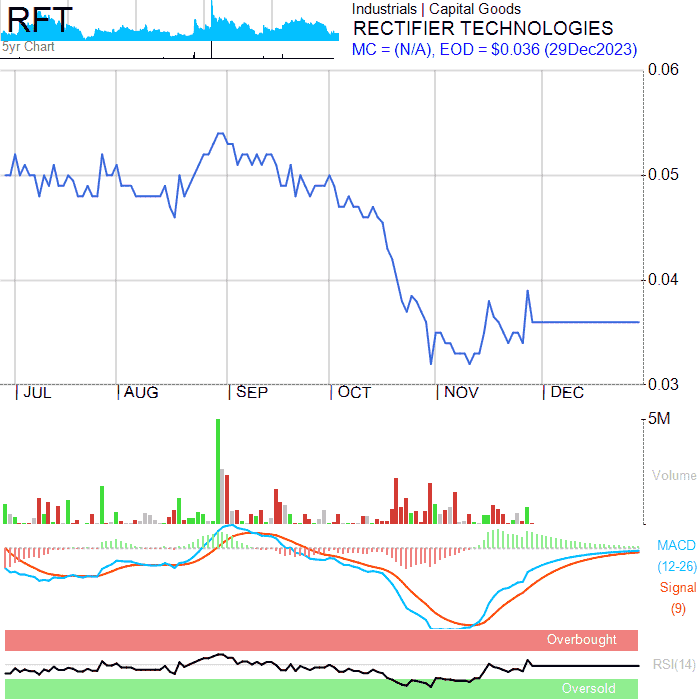 RFT
5yr Chart
Industrials | Capital Goods
RECTIFIER TECHNOLOGIES
MC = (N/A), EOD = $0.036 (29Dec2023)
0.06
0.05
0.04
0.03
JUL AUG SEP OCT NOV DEC
5M
Volume
MACD
(12-26)
Signal
(9)
Overbought
RSI(14)
Oversold